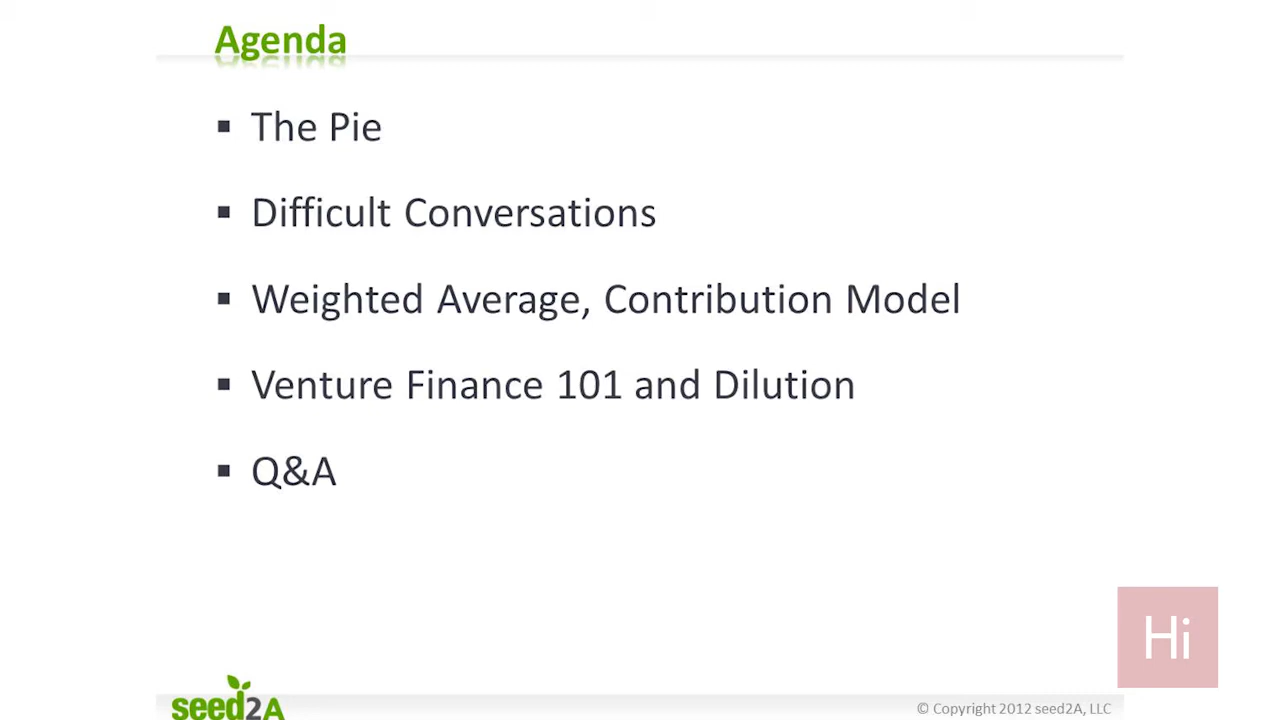 Agenda
▪ The Pie
▪ Difficult Conversations
▪ Weighted Average, Contribution Model
▪ Venture Finance 101 and Dilution
▪ Q&A
Hi
seed2A
© Copyright 2012 seed2A, LLC